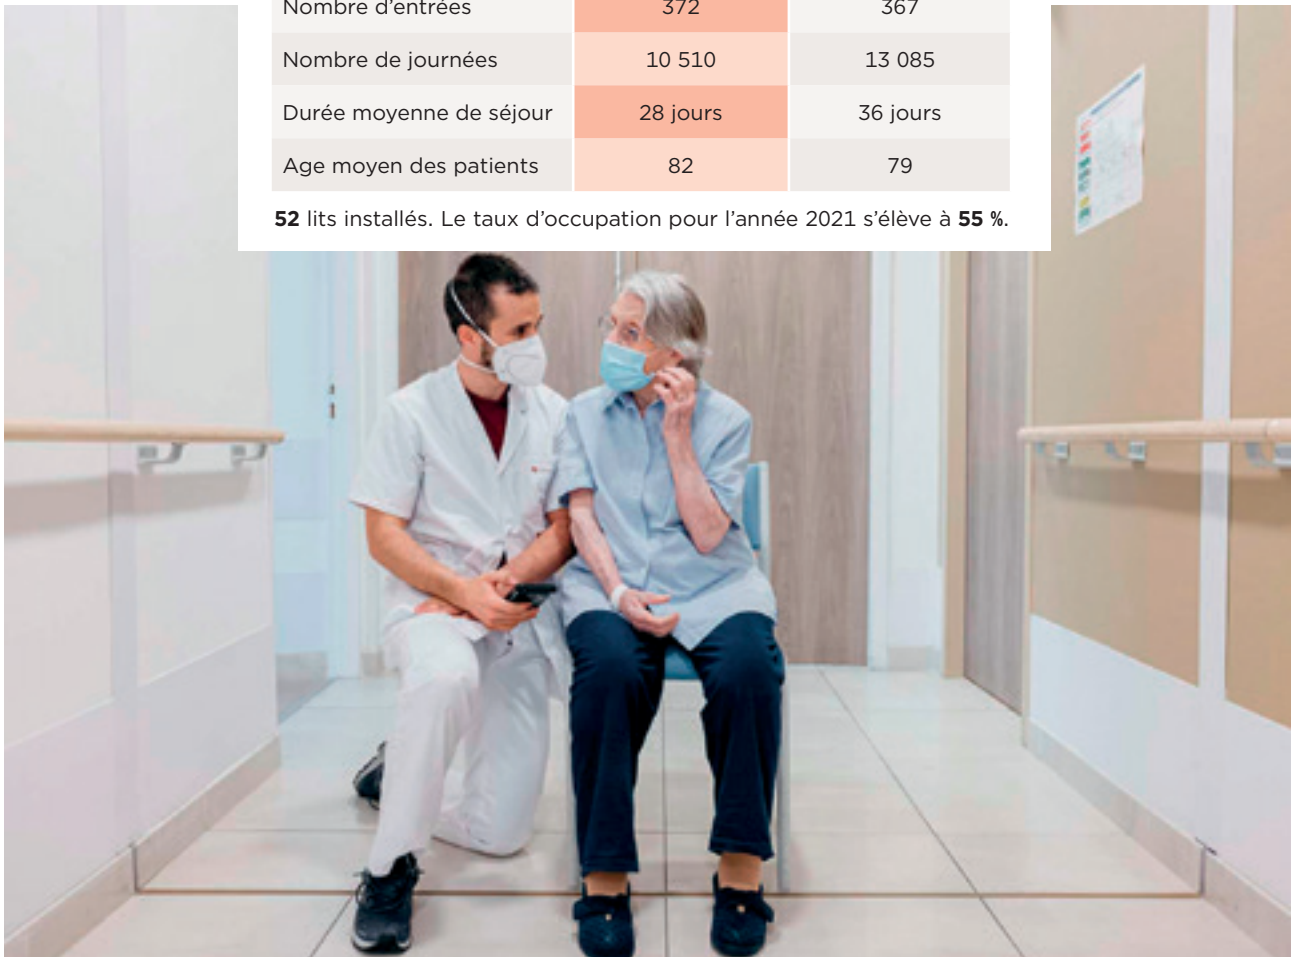 Nombre d'entrées 372 367
Nombre de journées 10 510 13 085
Durée moyenne de séjour 28 jours 36 jours
Age moyen des patients 82 79
52 lits installés. Le taux d'occupation pour l'année 2021 s'élève à 55 %.